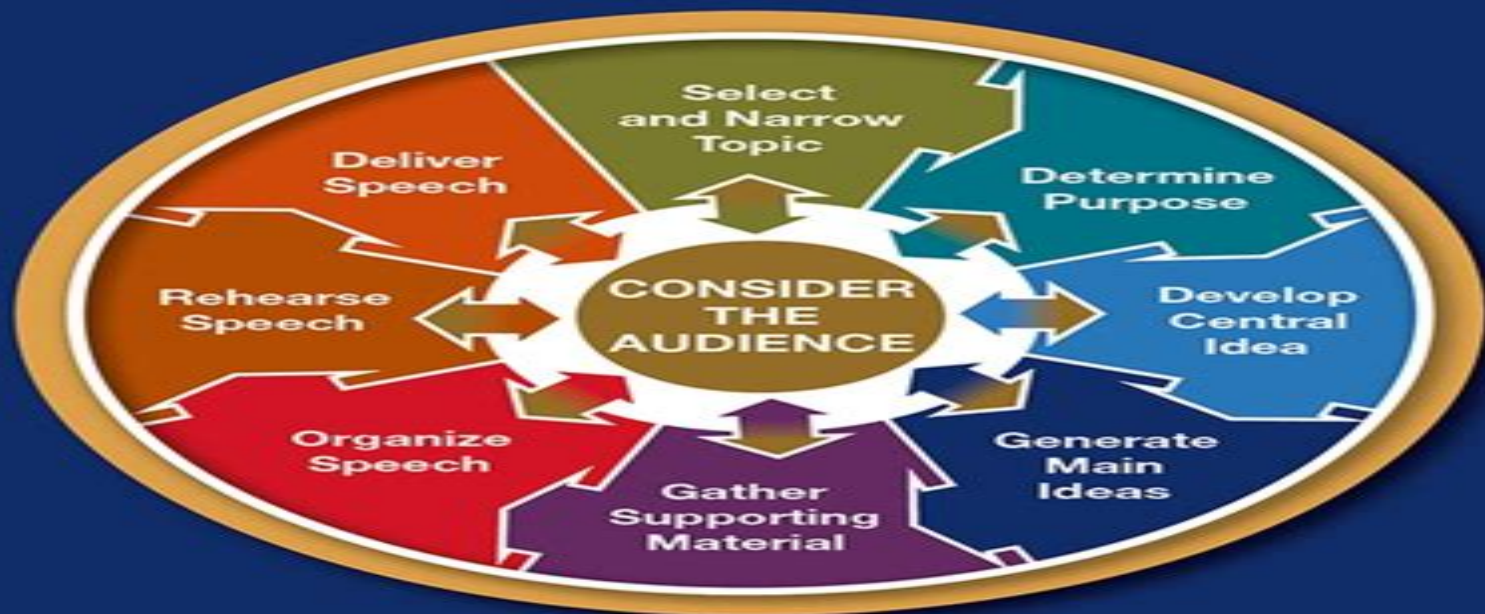 Select
and Narrow
Topic
Determine
Purpose
Develop
Central
Idea
Generate
Main
Ideas
Gather
Supporting
Material
Organize
Speech
Rehearse
Speech
Deliver
Speech
CONSIDER
THE
AUDIENCE